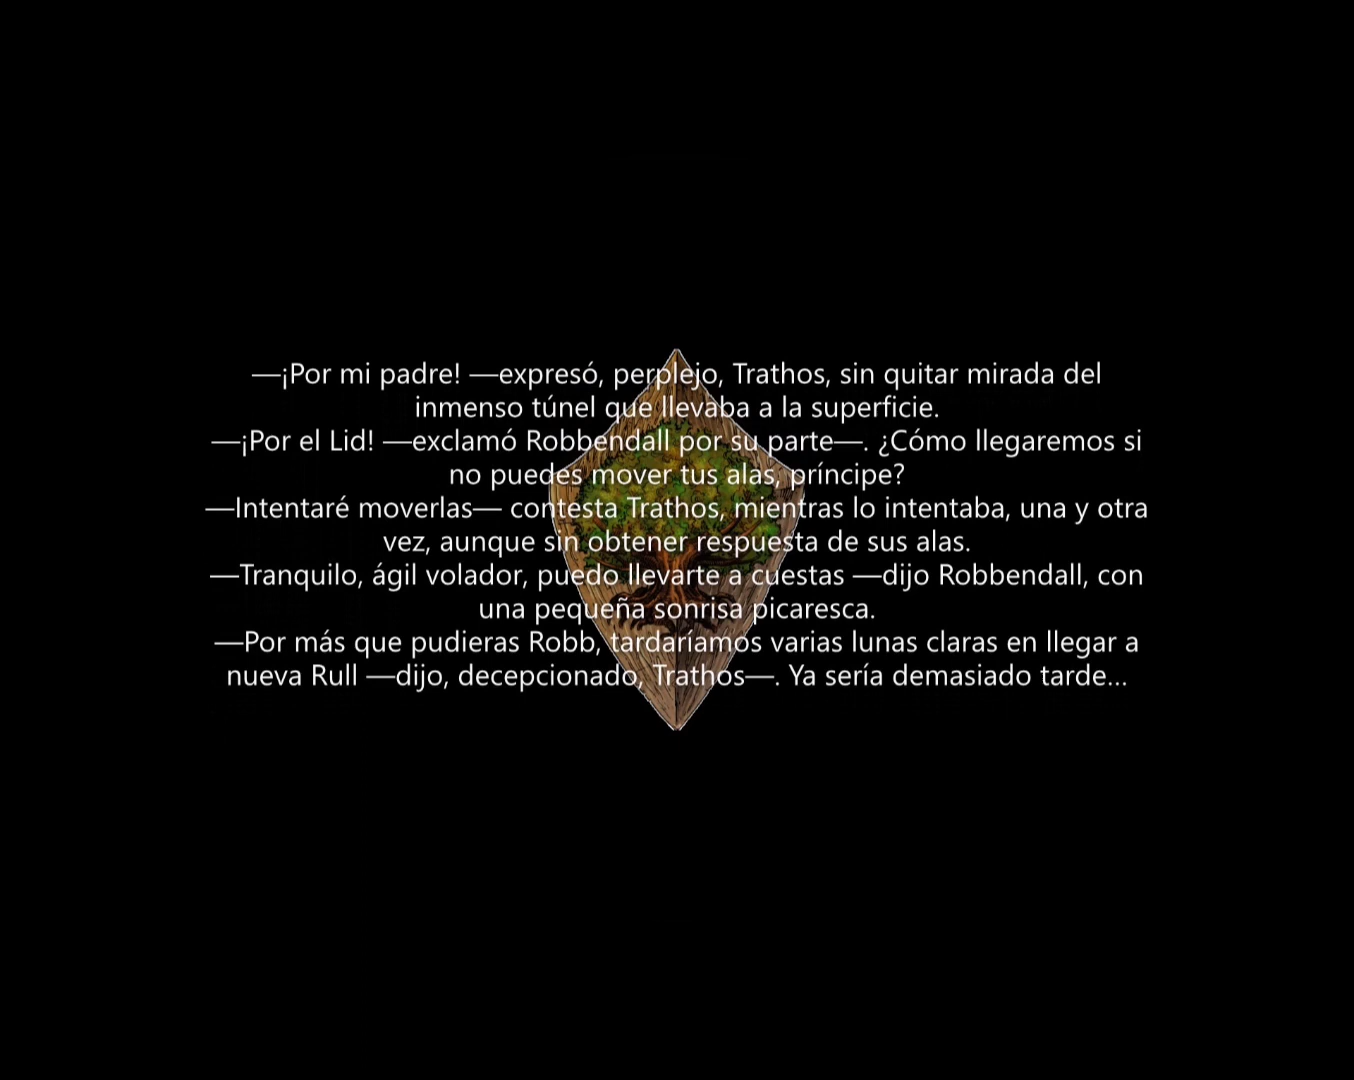 —¡Por mi padre! —expresó, perplejo, Trathos, sin quitar mirada del
inmenso túnel que llevaba a la superficie.
—¡Por el Lid! —exclamó Robbendall por su parte—. ¿Cómo llegaremos si
no puedes mover tus alas, príncipe?
—Intentaré moverlas— contesta Trathos, mientras lo intentaba, una y otra
vez, aunque sin obtener respuesta de sus alas.
—Tranquilo, ágil volador, puedo llevarte a cuestas —dijo Robbendall, con
una pequeña sonrisa picaresca.
—Por más que pudieras Robb, tardaríamos varias lunas claras en llegar a
nueva Rull —dijo, decepcionado, Trathos—. Ya sería demasiado tarde...